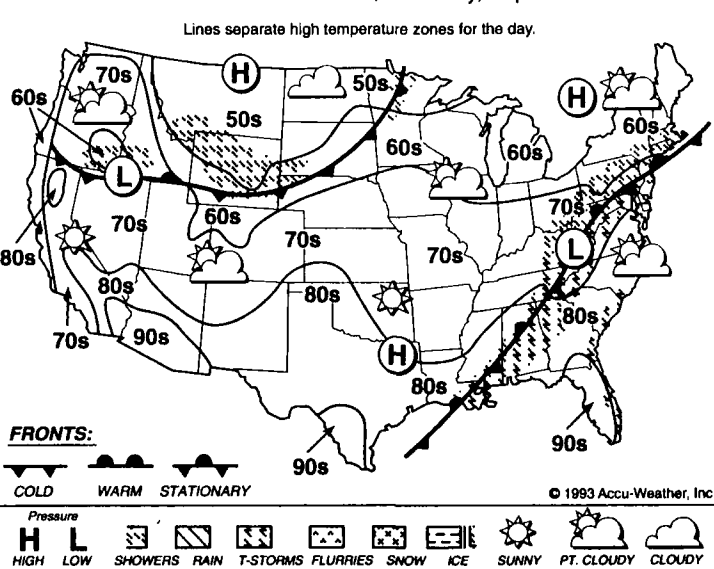 Lines separate high temperature zones for the day.
70s
H
50s
60s
50s
H
60s
60s
60s
L
70s
60s
70s
70s
70s
L
80s
80s
80s
80s
70s
90s
H
80s
90s
90s
FRONTS:
COLD WARM STATIONARY
© 1993 Accu-Weather, Inc
Pressure
H L
HIGH LOW SHOWERS RAIN T-STORMS FLURRIES SNOW ICE SUNNY PT. CLOUDY CLOUDY